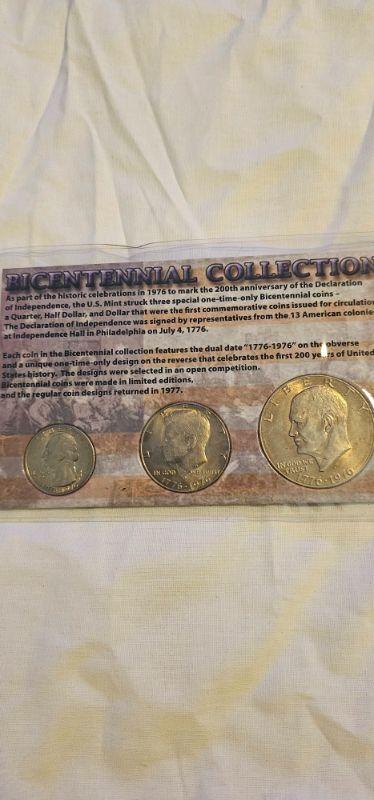 BICENTENNIAL COLLECTION
As part of the historic celebrations in 1976 to mark the 200th anniversary of the Declaration
of Independence, the U.S. Mint struck three special one-time-only Bicentennial coins -
a Quarter, Half Dollar, and Dollar that were the first commemorative coins issued for circulation
The Declaration of Independence was signed by representatives from the 13 American colonie
at Independence Hall in Philadelphia on July 4, 1776.
Each coin in the Bicentennial collection features the dual date "1776-1976" on the obverse
and a unique one-time-only design on the reverse that celebrates the first 200 years of United
States history. The designs were selected in an open competition.
Bicentennial coins were made in limited editions,
and the regular coin designs returned in 1977.
IN GOD WE TRUST
1776-1976
LIBERTY
IN GOD WE
TRUST
1776-1976